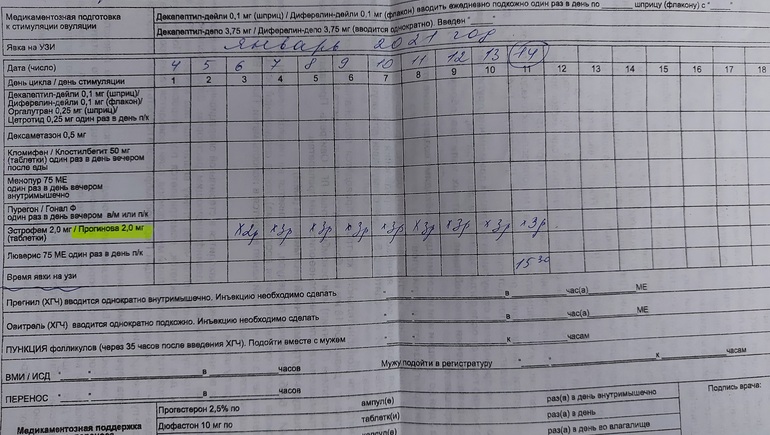 Медикаментозная подготовка
к стимуляции овуляции
Декапептил-дейли 0,1 мг (шприц) / Диферелин-дейли 0,1 мг (флакон) вводить ежедневно подкожно один раз в день по шприцу (флакону) с "
Декапептил-депо 3,75 мг / Диферелин-депо 3,75 мг (вводится однократно). Введен "____"
Явка на УЗИ январь 2021 год
Дата (число) 4 5 6 7 8 9 10 11 12 13 14
День цикла / день стимуляции 1 2 3 4 5 6 7 8 9 10 11 12 13 14 15 16 17 18
Декапептил-дейли 0,1 мг (шприц)/
Диферелин-дейли 0,1 мг (флакон)/
Оргалутран 0,25 мг (шприц)/
Цетротид 0,25 мг один раз в день п/к
Дексаметазон 0,5 мг
Кломифен / Клостилбегит 50 мг
(таблетки) один раз в день вечером
после еды
Менопур 75 МЕ
один раз в день вечером
внутримышечно
Пурегон / Гонал Ф
один раз в день вечером в/м или п/к
Эстрофем 2,0 мг / Прогинова 2,0 мг
(таблетки) х2р х3р х3р х3р х3р х3р х3р х3р х3р
Люверис 75 МЕ один раз в день п/к
Время явки на узи 15 30
Прегнил (ХГЧ) вводится однократно внутримышечно. Инъекцию необходимо сделать " " в час(а) МЕ
Овитрель (ХГЧ) вводится однократно подкожно. Инъекцию необходимо сделать " " в час(а) МЕ
ПУНКЦИЯ фолликулов (через 35 часов после введения ХГЧ). Подойти вместе с мужем " " к часам
ВМИ / ИСД " " в часов Мужу подойти в регистратуру " " к часам
ПЕРЕНОС " " в часов
Медикаментозная поддержка
Прогестерон 2,5% по ампул(е) раз(а) в день внутримышечно
Дюфастон 10 мг по таблетк(и) раз(а) в день
раз(а) в день во влагалище
Подпись врача: